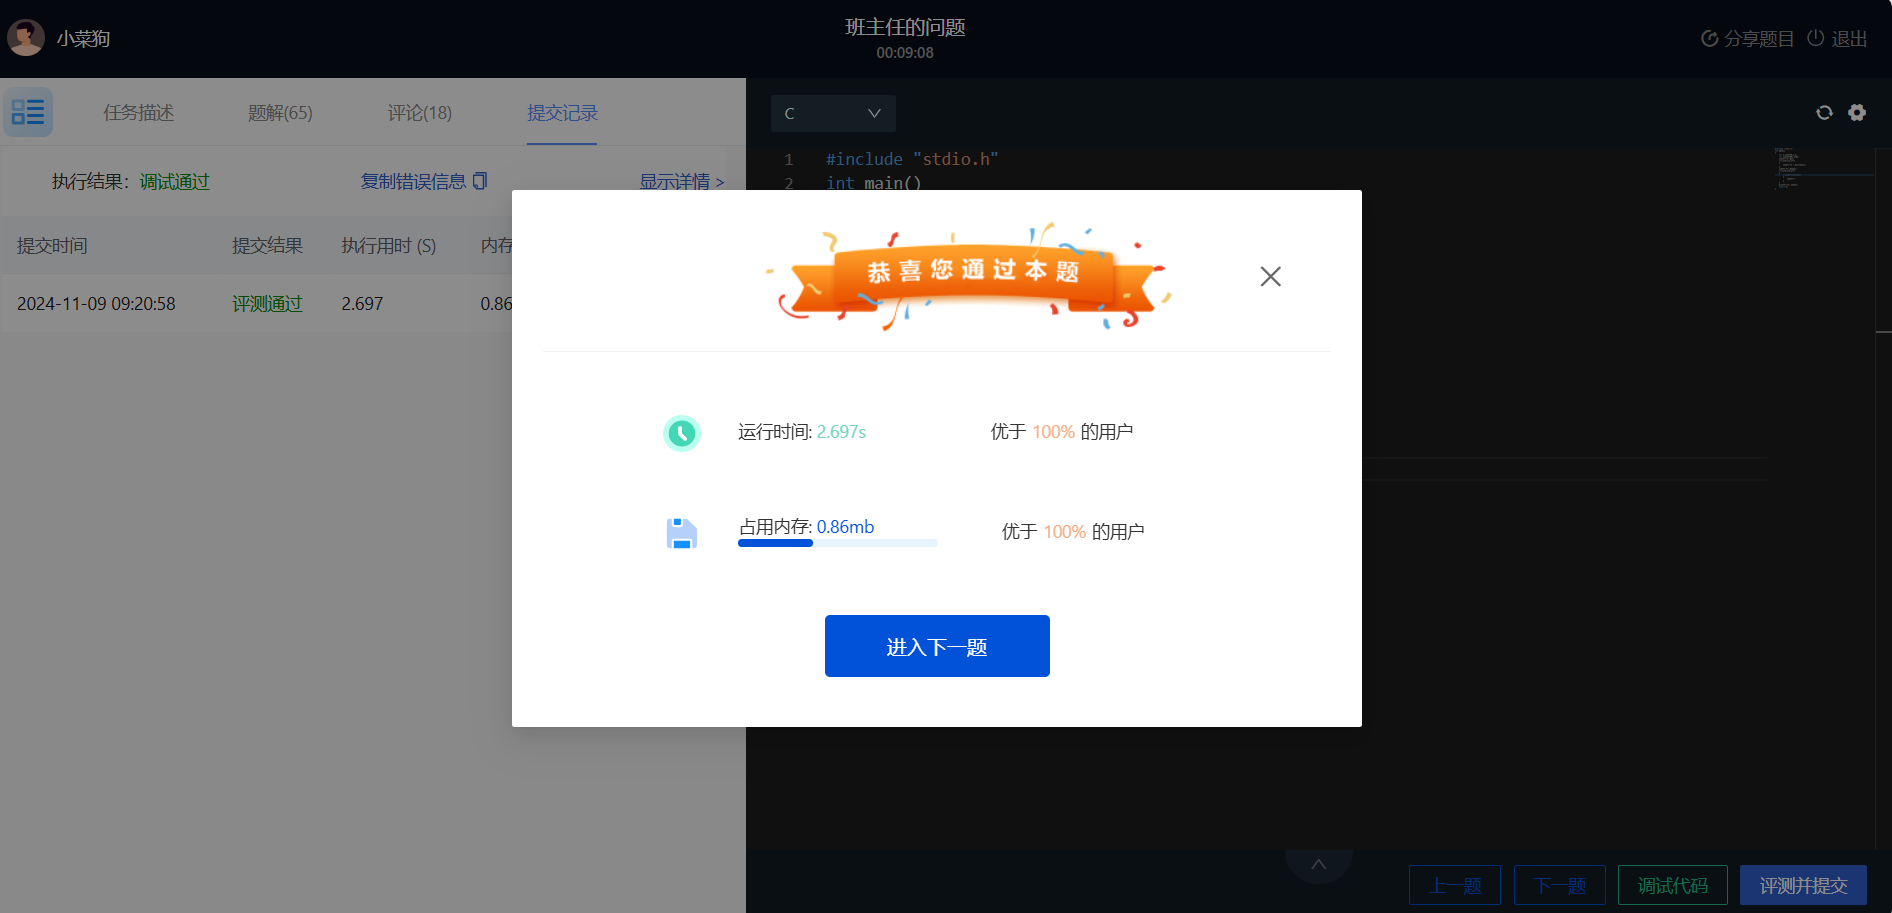 小菜狗
班主任的问题
00:09:08
分享题目
退出
任务描述
题解(65)
评论(18)
提交记录
执行结果: 调试通过
复制错误信息
显示详情 >
提交时间
提交结果
执行用时 (S)
内存
2024-11-09 09:20:58
评测通过
2.697
0.86
C
1 #include "stdio.h"
2 int main()
恭喜您通过本题
运行时间: 2.697s
优于 100% 的用户
占用内存: 0.86mb
优于 100% 的用户
进入下一题
上一题
下一题
调试代码
评测并提交